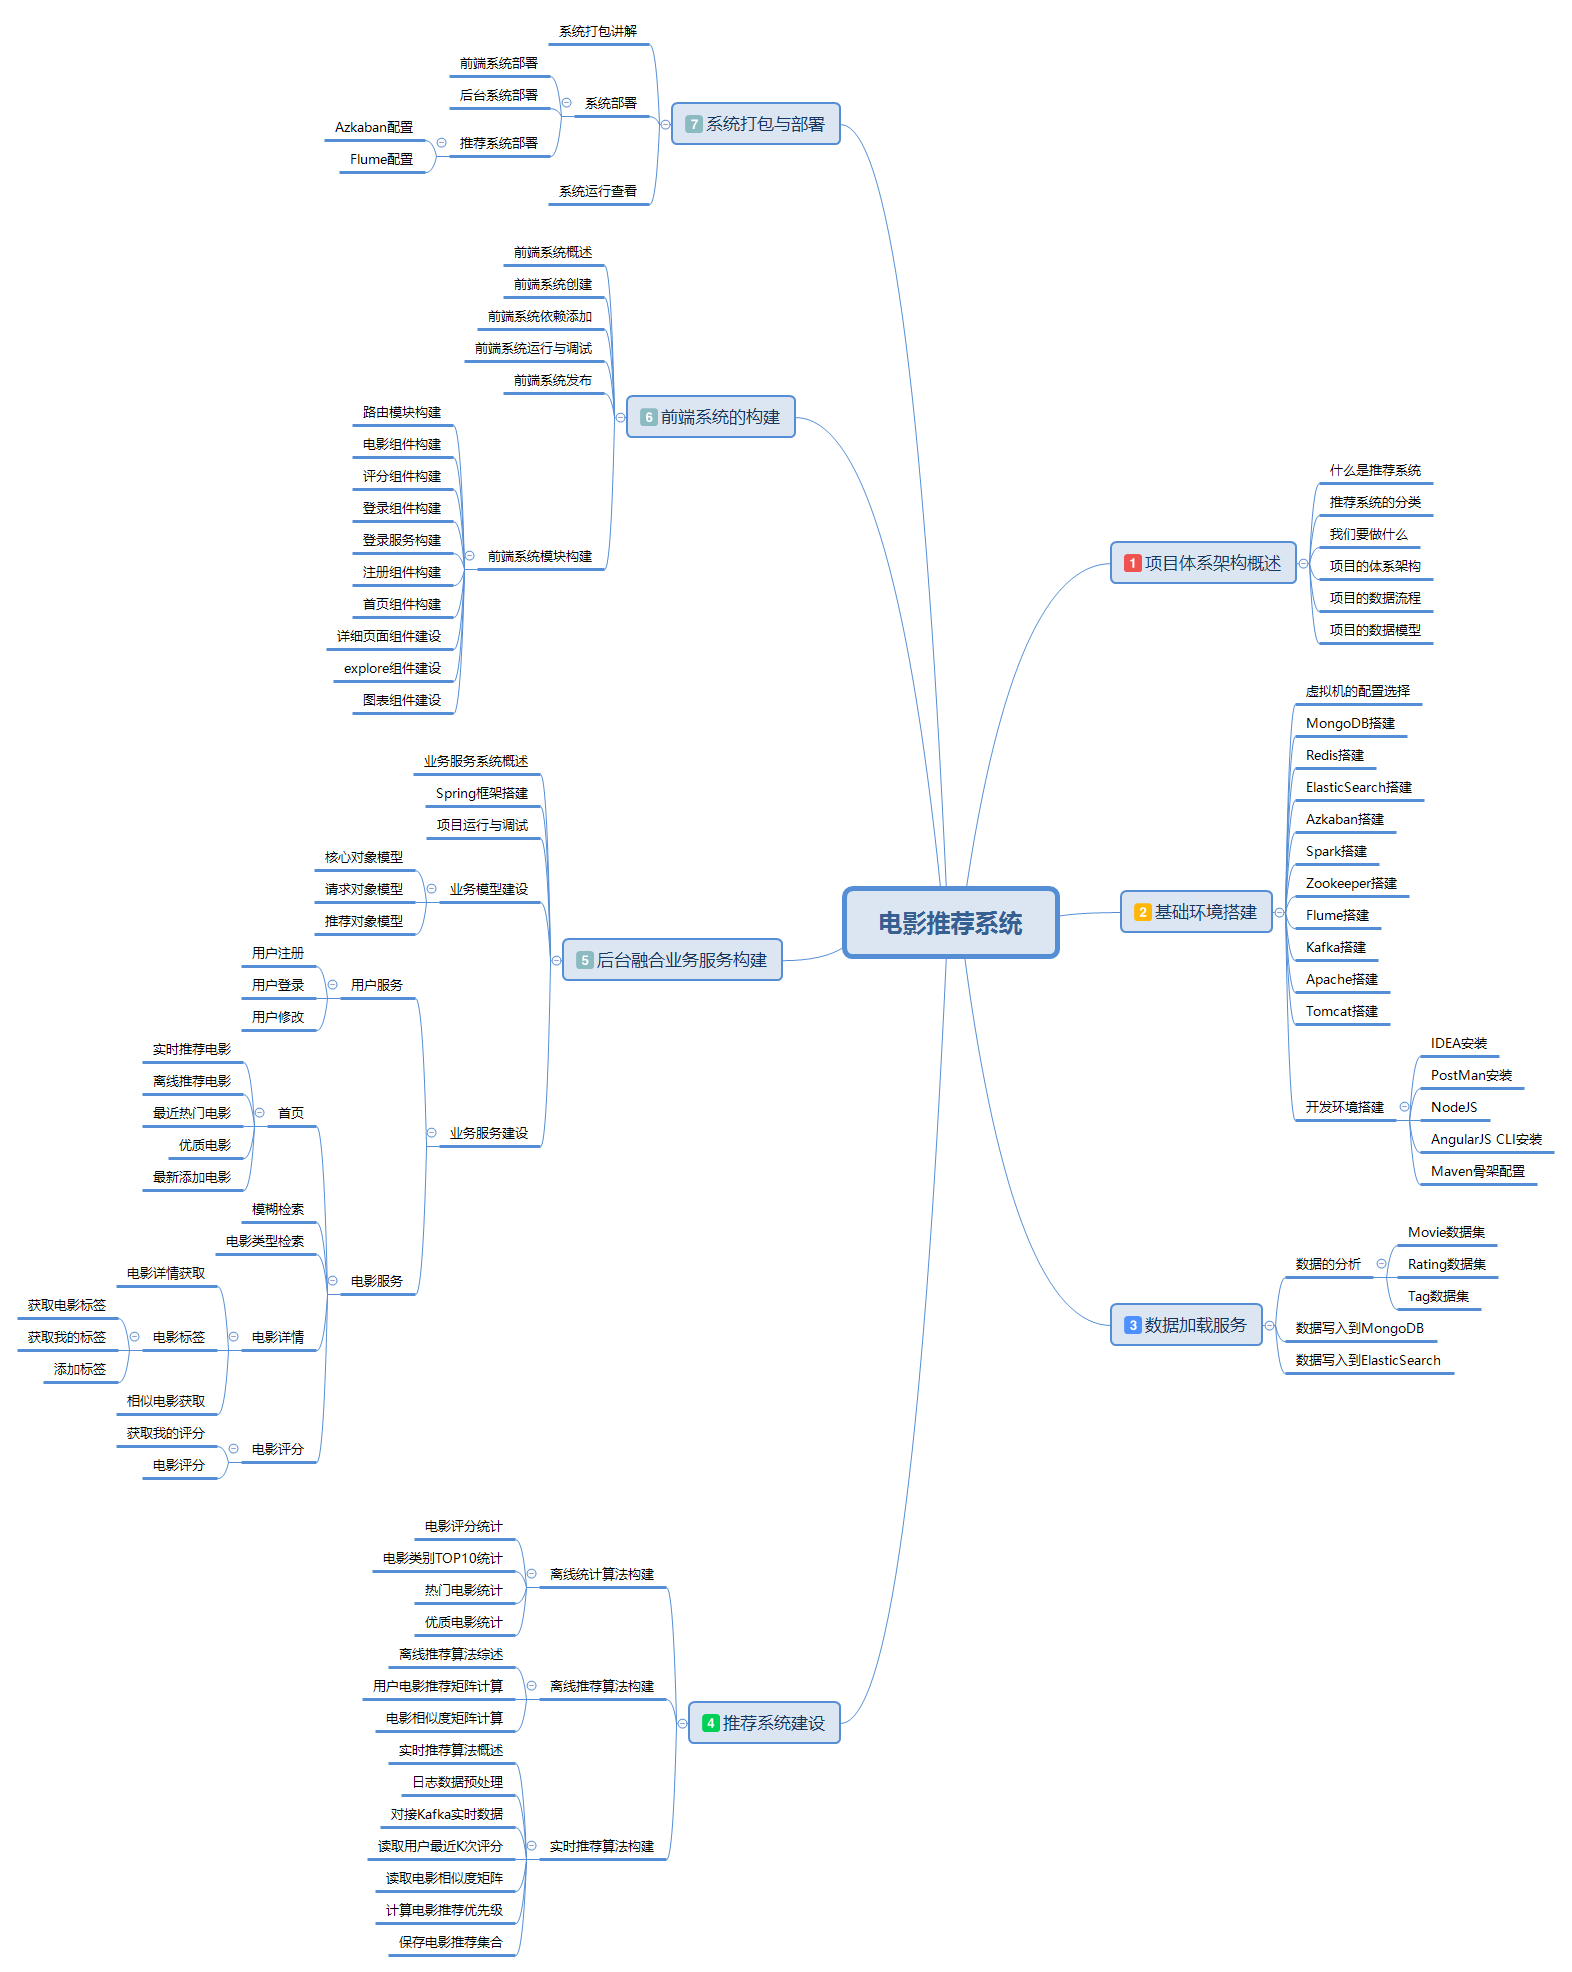 电影推荐系统
1 项目体系架构概述
什么是推荐系统
推荐系统的分类
我们要做什么
项目的体系架构
项目的数据流程
项目的数据模型
2 基础环境搭建
虚拟机的配置选择
MongoDB搭建
Redis搭建
ElasticSearch搭建
Azkaban搭建
Spark搭建
Zookeeper搭建
Flume搭建
Kafka搭建
Apache搭建
Tomcat搭建
开发环境搭建
IDEA安装
PostMan安装
NodeJS
AngularJS CLI安装
Maven骨架配置
3 数据加载服务
数据的分析
Movie数据集
Rating数据集
Tag数据集
数据写入到MongoDB
数据写入到ElasticSearch
4 推荐系统建设
离线统计算法构建
电影评分统计
电影类别TOP10统计
热门电影统计
优质电影统计
离线推荐算法构建
离线推荐算法综述
用户电影推荐矩阵计算
电影相似度矩阵计算
实时推荐算法构建
实时推荐算法概述
日志数据预处理
对接Kafka实时数据
读取用户最近K次评分
读取电影相似度矩阵
计算电影推荐优先级
保存电影推荐集合
5 后台融合业务服务构建
业务服务系统概述
Spring框架搭建
项目运行与调试
业务模型建设
核心对象模型
请求对象模型
推荐对象模型
业务服务建设
用户服务
用户注册
用户登录
用户修改
电影服务
首页
实时推荐电影
离线推荐电影
最近热门电影
优质电影
最新添加电影
模糊检索
电影类型检索
电影详情
电影详情获取
电影标签
获取电影标签
获取我的标签
添加标签
相似电影获取
电影评分
获取我的评分
电影评分
6 前端系统的构建
前端系统概述
前端系统创建
前端系统依赖添加
前端系统运行与调试
前端系统发布
前端系统模块构建
路由模块构建
电影组件构建
评分组件构建
登录组件构建
登录服务构建
注册组件构建
首页组件构建
详细页面组件建设
explore组件建设
图表组件建设
7 系统打包与部署
系统打包讲解
系统部署
前端系统部署
后台系统部署
推荐系统部署
Azkaban配置
Flume配置
系统运行查看